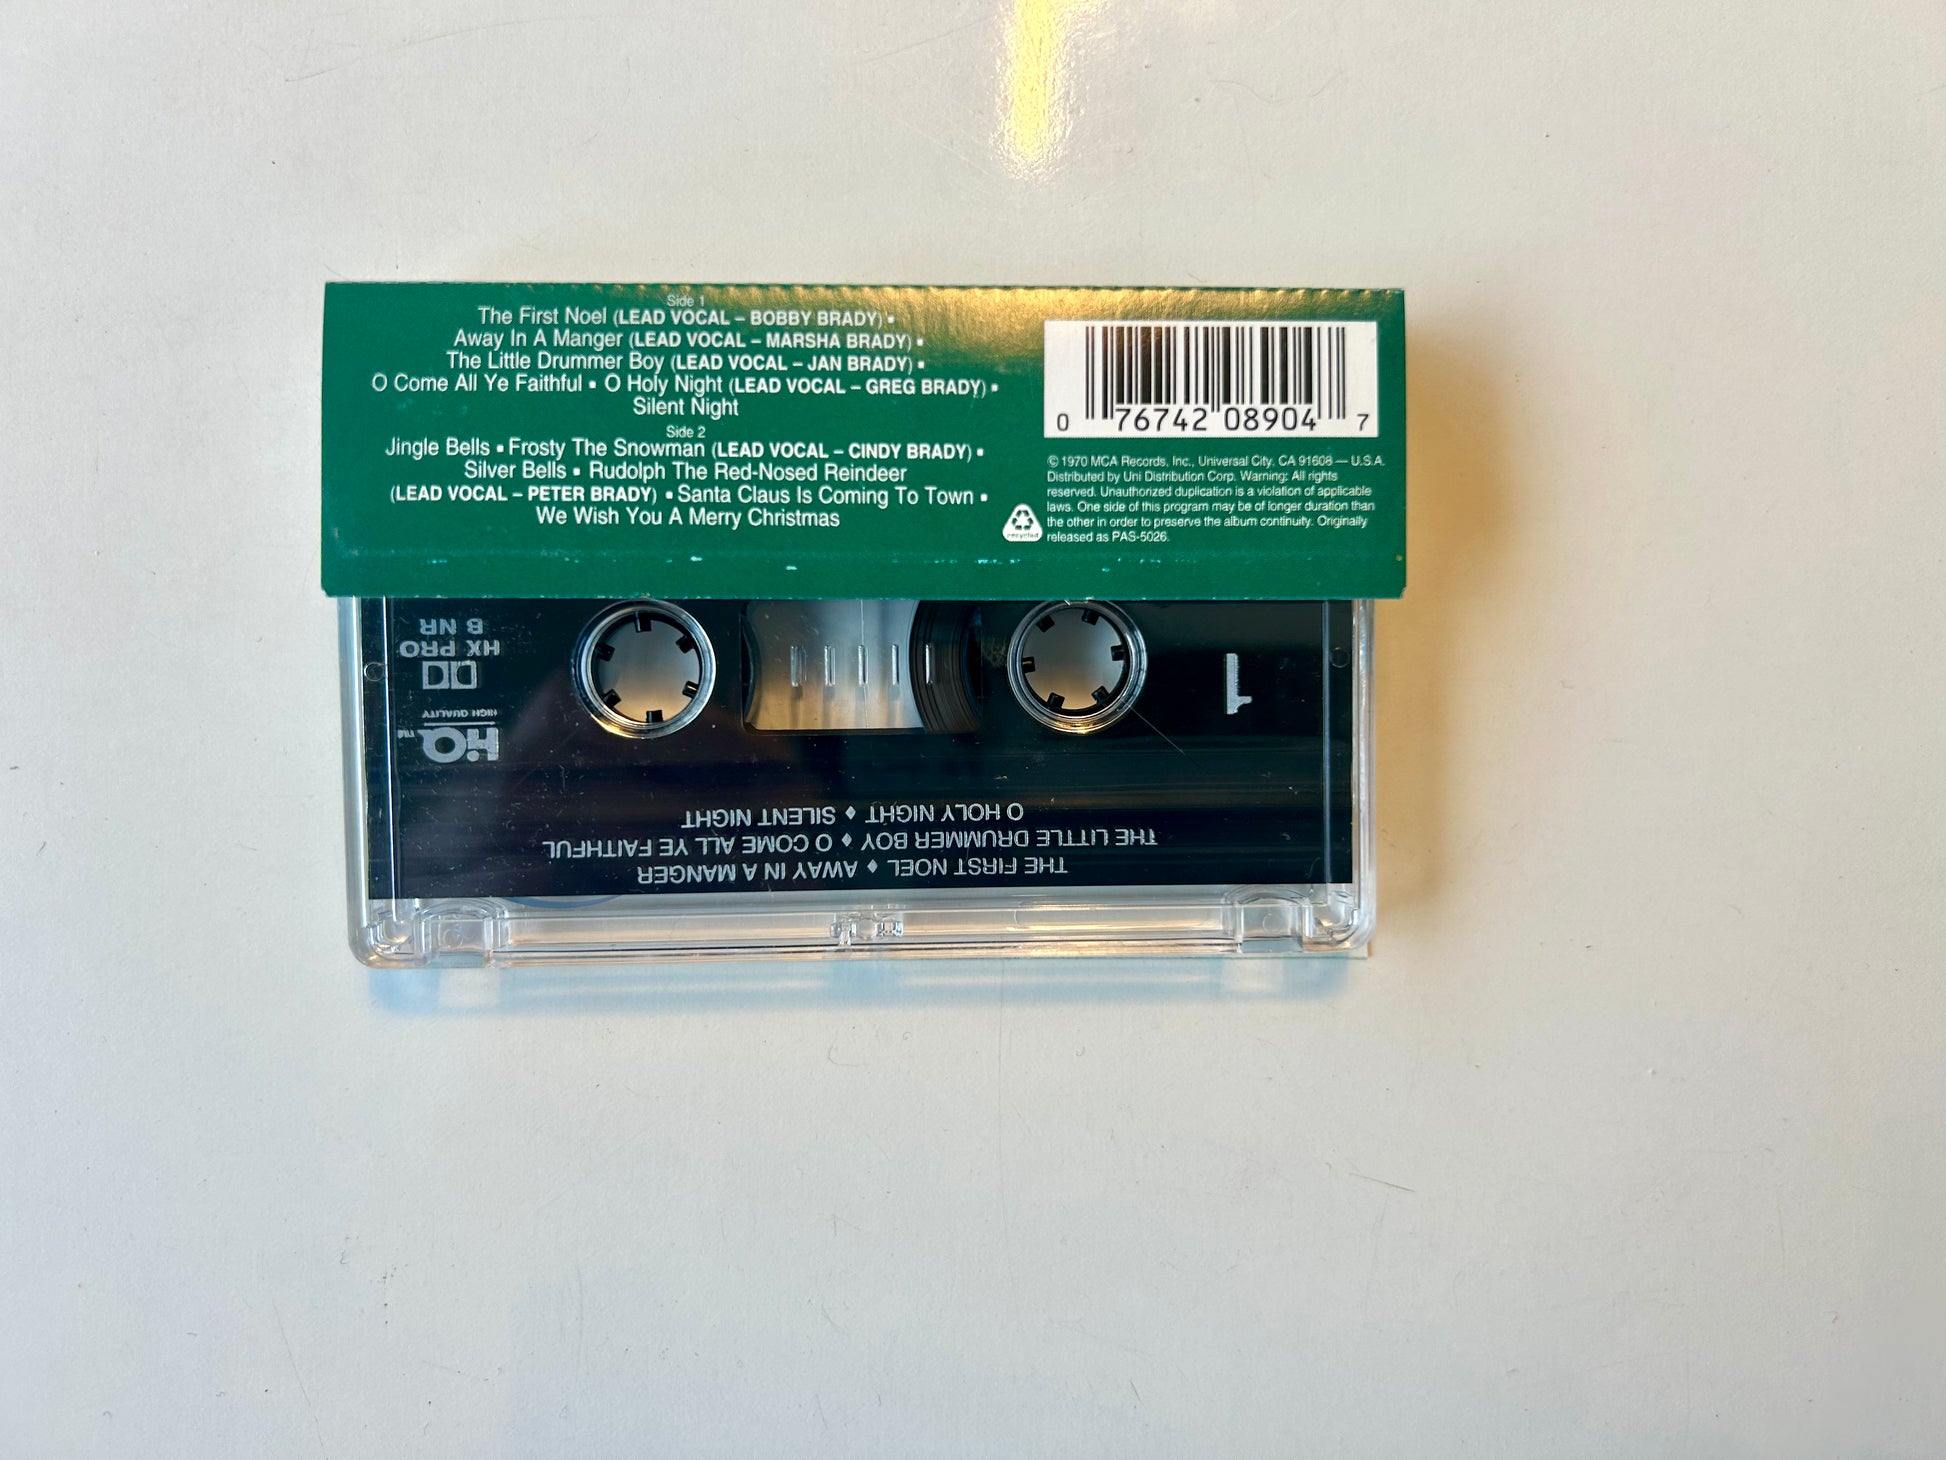 Side 1
The First Noel (LEAD VOCAL – BOBBY BRADY) ▪
Away In A Manger (LEAD VOCAL – MARSHA BRADY) ▪
The Little Drummer Boy (LEAD VOCAL – JAN BRADY) ▪
O Come All Ye Faithful ▪ O Holy Night (LEAD VOCAL – GREG BRADY) ▪
Silent Night
Side 2
Jingle Bells ▪ Frosty The Snowman (LEAD VOCAL – CINDY BRADY) ▪
Silver Bells ▪ Rudolph The Red-Nosed Reindeer
(LEAD VOCAL – PETER BRADY) ▪ Santa Claus Is Coming To Town ▪
We Wish You A Merry Christmas
0 76742 08904 7
© 1970 MCA Records, Inc., Universal City, CA 91608 — U.S.A.
Distributed by Uni Distribution Corp. Warning: All rights
reserved. Unauthorized duplication is a violation of applicable
laws. One side of this program may be of longer duration than
the other in order to preserve the album continuity. Originally
released as PAS-5026.
recycled
THE FIRST NOEL ♦ AWAY IN A MANGER
THE LITTLE DRUMMER BOY ♦ O COME ALL YE FAITHFUL
O HOLY NIGHT ♦ SILENT NIGHT
1
HiQ™
HIGH QUALITY
HX PRO
B NR